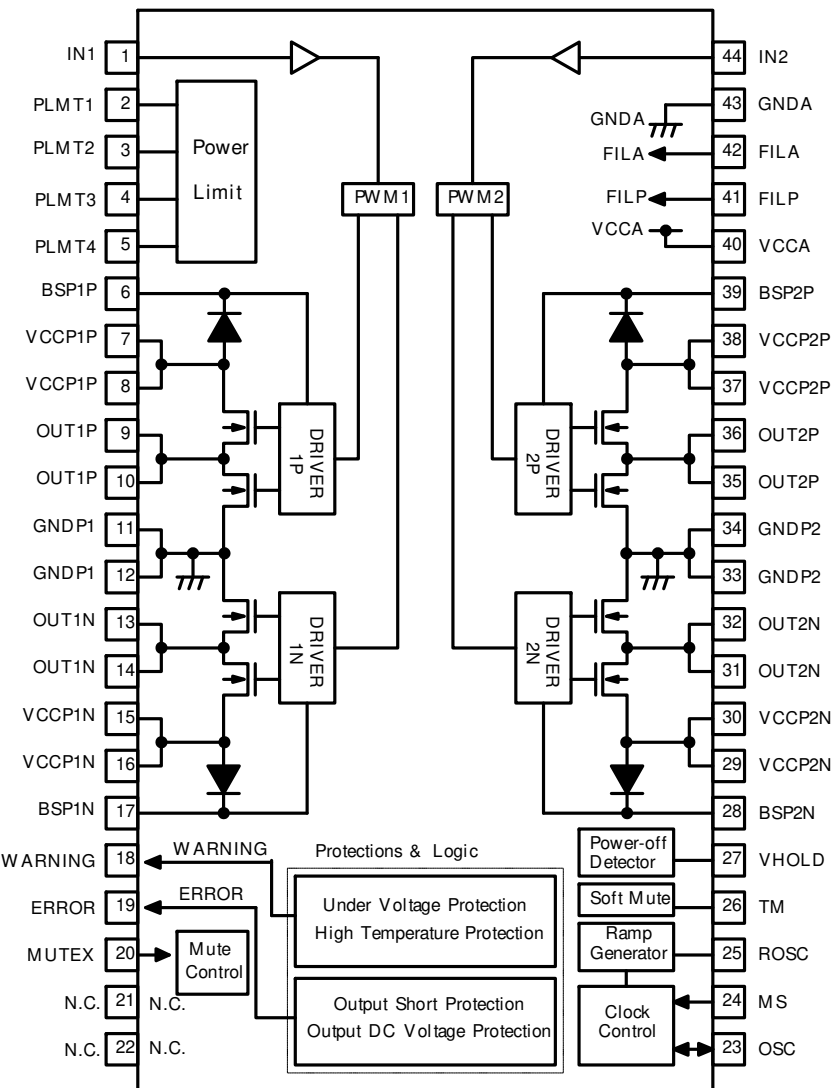 IN1 1
PLMT1 2
PLMT2 3
PLMT3 4
PLMT4 5
BSP1P 6
VCCP1P 7
VCCP1P 8
OUT1P 9
OUT1P 10
GNDP1 11
GNDP1 12
OUT1N 13
OUT1N 14
VCCP1N 15
VCCP1N 16
BSP1N 17
WARNING 18
ERROR 19
MUTEX 20
N.C. 21 N.C.
N.C. 22 N.C.
Power
Limit
PWM1
PWM2
DRIVER
1P
DRIVER
1N
DRIVER
2P
DRIVER
2N
GNDA
FILA
FILP
VCCA
WARNING
ERROR
Mute
Control
Protections & Logic
Under Voltage Protection
High Temperature Protection
Output Short Protection
Output DC Voltage Protection
Power-off
Detector
Soft Mute
Ramp
Generator
Clock
Control
44 IN2
43 GNDA
42 FILA
41 FILP
40 VCCA
39 BSP2P
38 VCCP2P
37 VCCP2P
36 OUT2P
35 OUT2P
34 GNDP2
33 GNDP2
32 OUT2N
31 OUT2N
30 VCCP2N
29 VCCP2N
28 BSP2N
27 VHOLD
26 TM
25 ROSC
24 MS
23 OSC